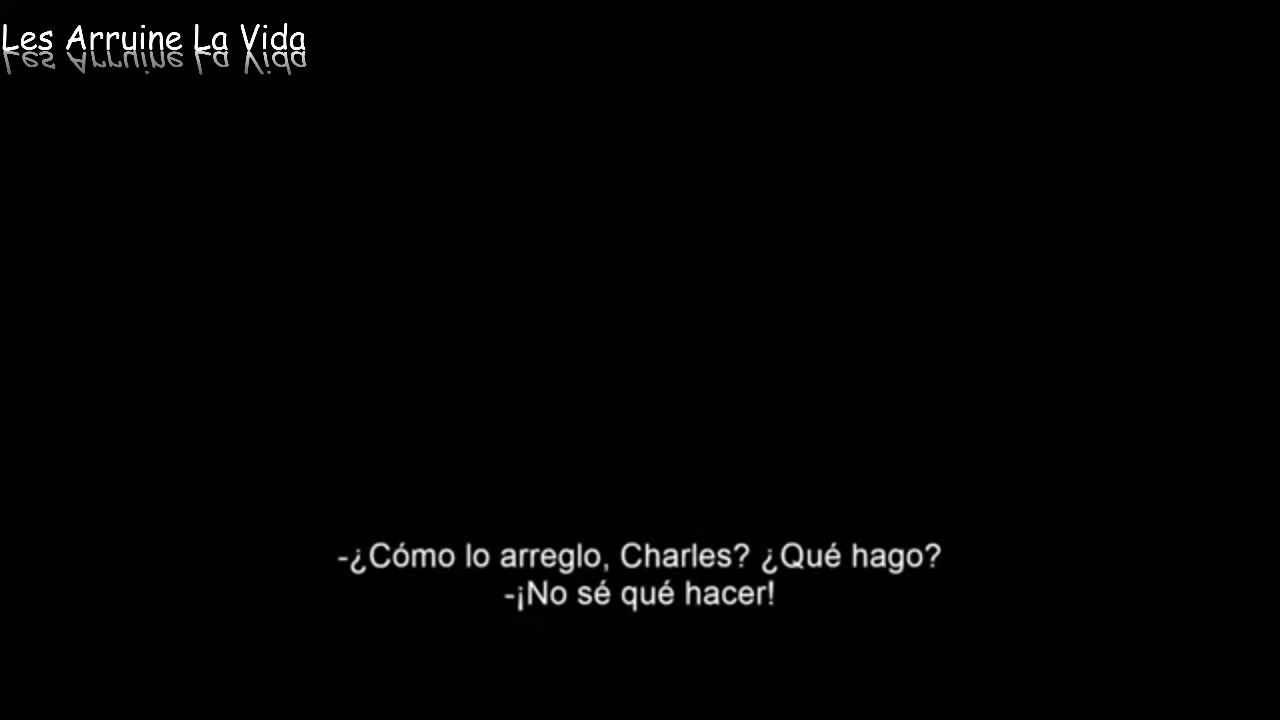 Les Arruine La Vida
-¿Cómo lo arreglo, Charles? ¿Qué hago?
-¡No sé qué hacer!